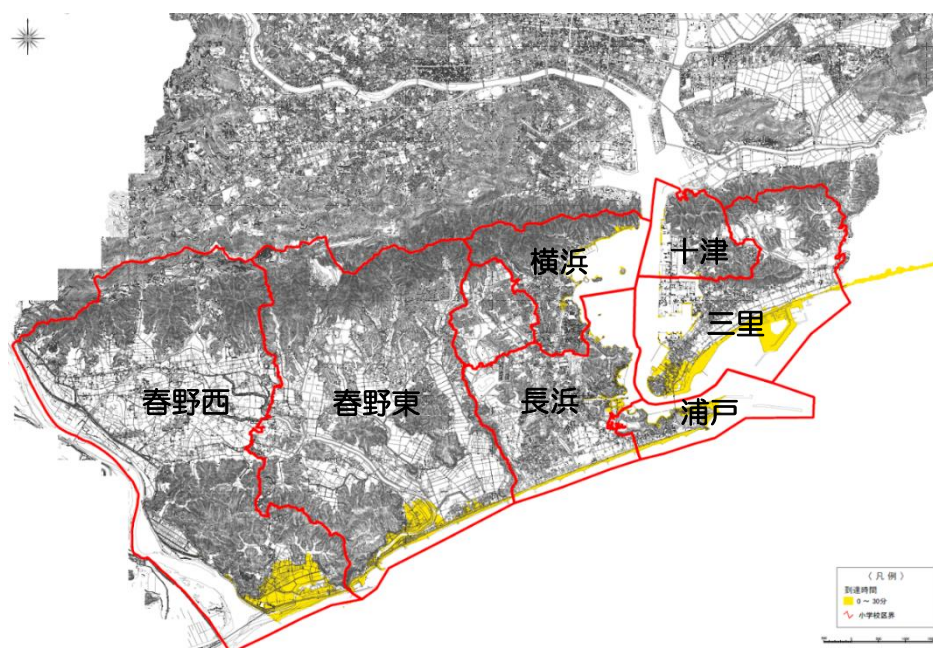 横浜
十津
三里
春野西
春野東
長浜
浦戸
〈 凡 例 〉
到達時間
0 ～ 30分
小学校区界